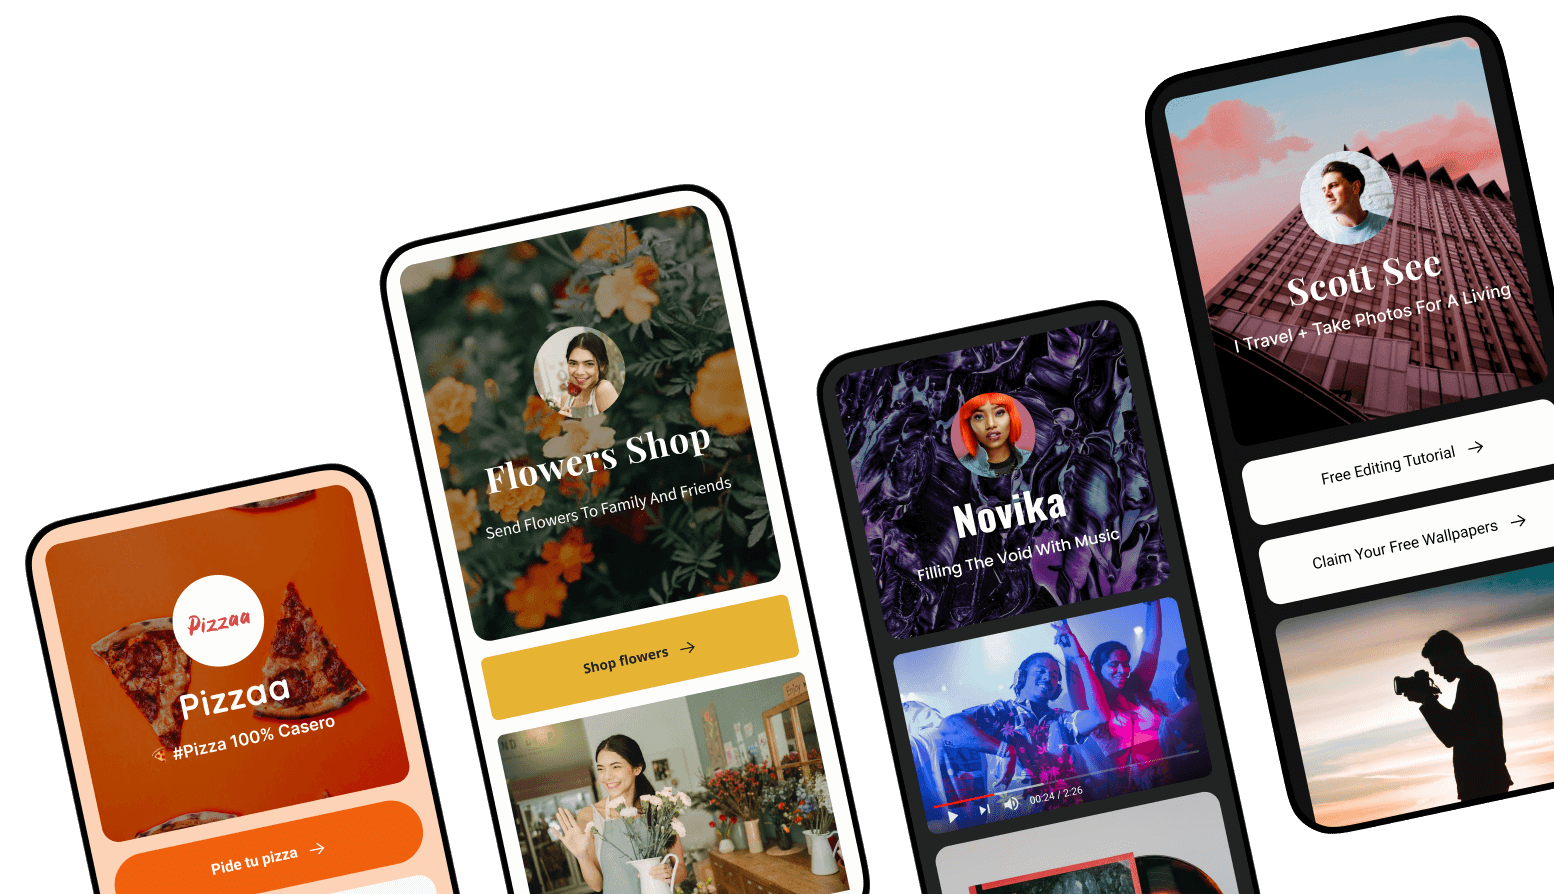 Pizzaa
Pizzaa
🍕 #Pizza 100% Casero
Pide tu pizza →
Flowers Shop
Send Flowers To Family And Friends
Shop flowers →
Novika
Filling The Void With Music
00:24 / 2:26
Scott See
I Travel + Take Photos For A Living
Free Editing Tutorial →
Claim Your Free Wallpapers →